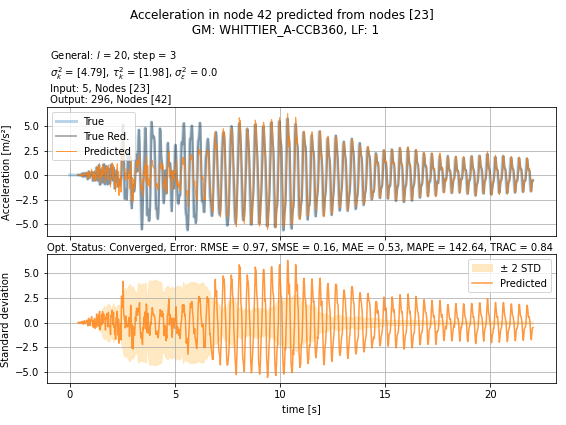 Acceleration in node 42 predicted from nodes [23]
GM: WHITTIER_A-CCB360, LF: 1
General: l = 20, step = 3
σ²ₖ = [4.79], τ²ₖ = [1.98], σ²ε = 0.0
Input: 5, Nodes [23]
Output: 296, Nodes [42]
Acceleration [m/s²]
5.0
2.5
0.0
−2.5
−5.0
True
True Red.
Predicted
Opt. Status: Converged, Error: RMSE = 0.97, SMSE = 0.16, MAE = 0.53, MAPE = 142.64, TRAC = 0.84
Standard deviation
5.0
2.5
0.0
−2.5
−5.0
± 2 STD
Predicted
0 5 10 15 20
time [s]